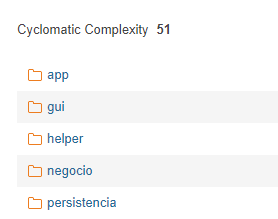 Cyclomatic Complexity 51
app
gui
helper
negocio
persistencia